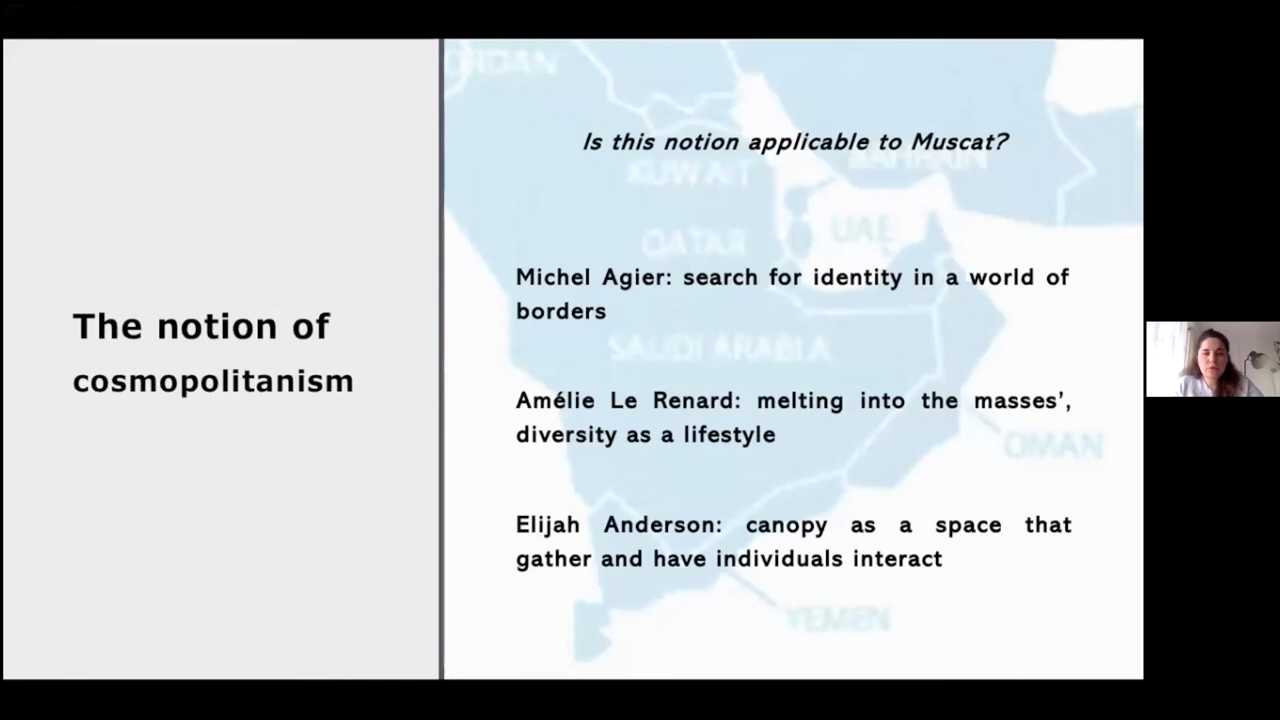 The notion of
cosmopolitanism
Is this notion applicable to Muscat?
Michel Agier: search for identity in a world of
borders
Amélie Le Renard: melting into the masses’,
diversity as a lifestyle
Elijah Anderson: canopy as a space that
gather and have individuals interact
JORDAN
KUWAIT
BAHRAIN
QATAR
UAE
SAUDI ARABIA
OMAN
YEMEN